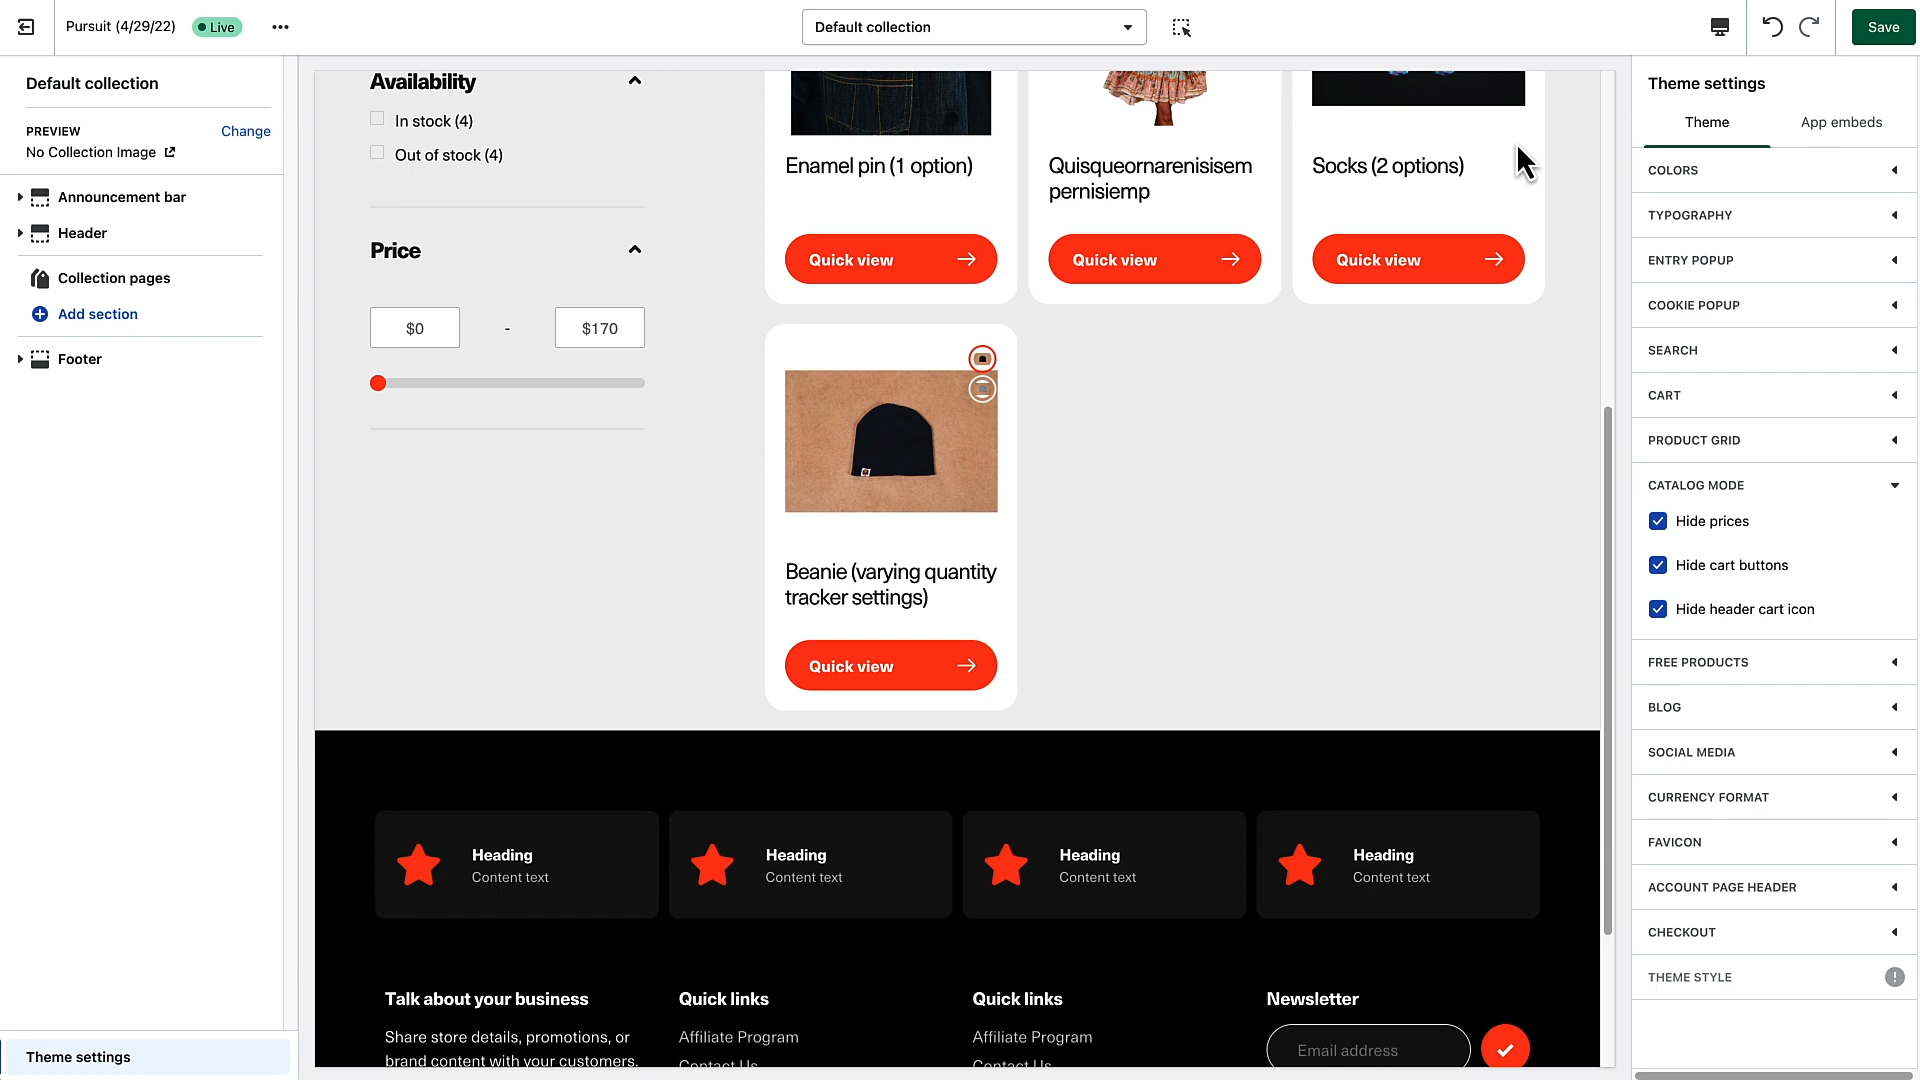 Pursuit (4/29/22)
Live
Default collection
Save
Default collection
PREVIEW
Change
No Collection Image
Announcement bar
Header
Collection pages
Add section
Footer
Theme settings
Availability
In stock (4)
Out of stock (4)
Price
$0
-
$170
Enamel pin (1 option)
Quick view
Quisqueornarenisisem
pernisiemp
Quick view
Socks (2 options)
Quick view
Beanie (varying quantity
tracker settings)
Quick view
Heading
Content text
Heading
Content text
Heading
Content text
Heading
Content text
Talk about your business
Share store details, promotions, or
brand content with your customers.
Quick links
Affiliate Program
Contact Us
Quick links
Affiliate Program
Contact Us
Newsletter
Email address
Theme settings
Theme
App embeds
COLORS
TYPOGRAPHY
ENTRY POPUP
COOKIE POPUP
SEARCH
CART
PRODUCT GRID
CATALOG MODE
Hide prices
Hide cart buttons
Hide header cart icon
FREE PRODUCTS
BLOG
SOCIAL MEDIA
CURRENCY FORMAT
FAVICON
ACCOUNT PAGE HEADER
CHECKOUT
THEME STYLE